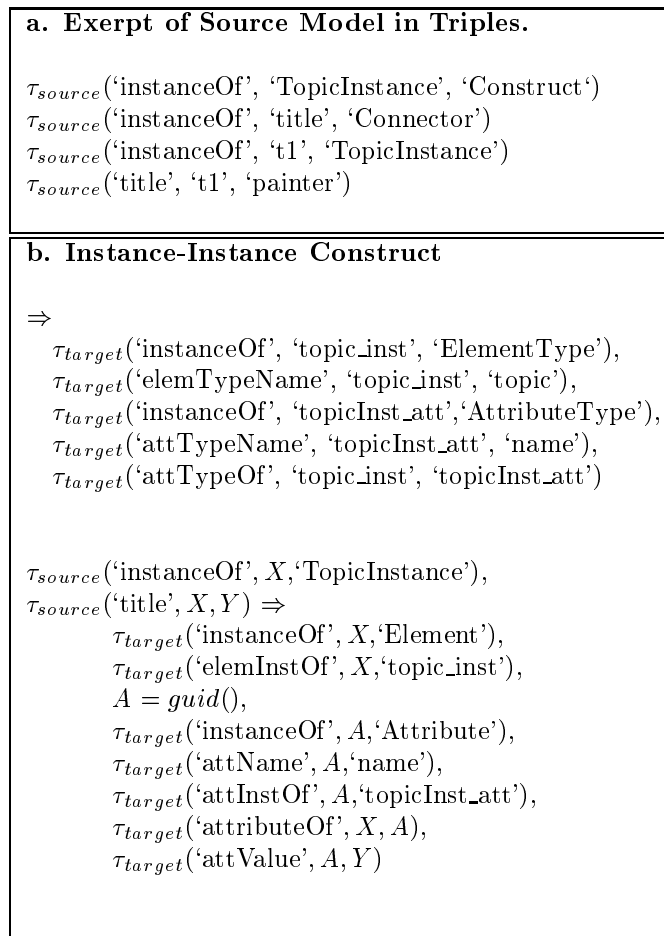 a. Exerpt of Source Model in Triples.
τsource(‘instanceOf’, ‘TopicInstance’, ‘Construct‘)
τsource(‘instanceOf’, ‘title’, ‘Connector’)
τsource(‘instanceOf’, ‘t1’, ‘TopicInstance’)
τsource(‘title’, ‘t1’, ‘painter’)
b. Instance-Instance Construct
⇒
τtarget(‘instanceOf’, ‘topic_inst’, ‘ElementType’),
τtarget(‘elemTypeName’, ‘topic_inst’, ‘topic’),
τtarget(‘instanceOf’, ‘topicInst_att’,‘AttributeType’),
τtarget(‘attTypeName’, ‘topicInst_att’, ‘name’),
τtarget(‘attTypeOf’, ‘topic_inst’, ‘topicInst_att’)
τsource(‘instanceOf’, X,‘TopicInstance’),
τsource(‘title’, X, Y) ⇒
τtarget(‘instanceOf’, X,‘Element’),
τtarget(‘elemInstOf’, X,‘topic_inst’),
A = guid(),
τtarget(‘instanceOf’, A,‘Attribute’),
τtarget(‘attName’, A,‘name’),
τtarget(‘attInstOf’, A,‘topicInst_att’),
τtarget(‘attributeOf’, X, A),
τtarget(‘attValue’, A, Y)